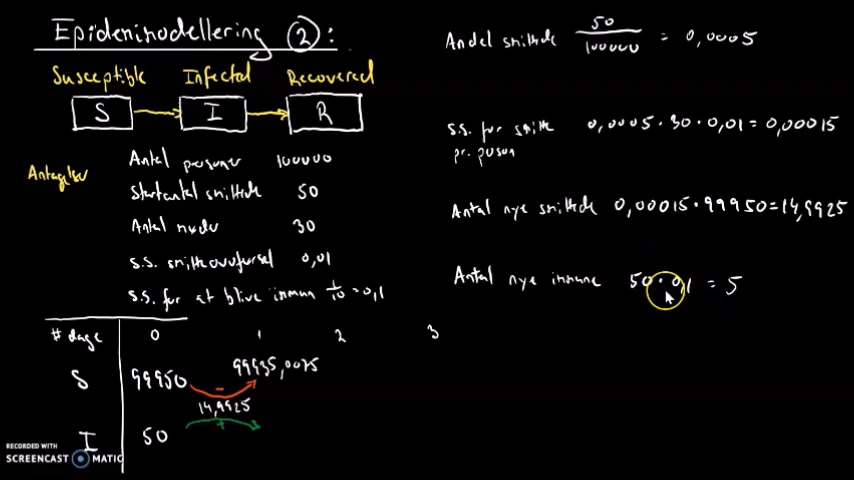 Epidemimodellering 2:
Susceptible Infected Recovered
S I R
Antagelser
Antal personer 100000
Startantal smittede 50
Antal møder 30
s.s. smitteoverførsel 0,01
s.s. for at blive immun 1/10 = 0,1
# dage 0 1 2 3
S 99950 99935,0075
-
14,9925
+
I 50
Andel smittede 50/100000 = 0,0005
s.s. for smitte 0,0005 · 30 · 0,01 = 0,00015
pr. person
Antal nye smittede 0,00015 · 99950 = 14,9925
Antal nye immune 50 · 0,1 = 5
RECORDED WITH
SCREENCAST MATIC